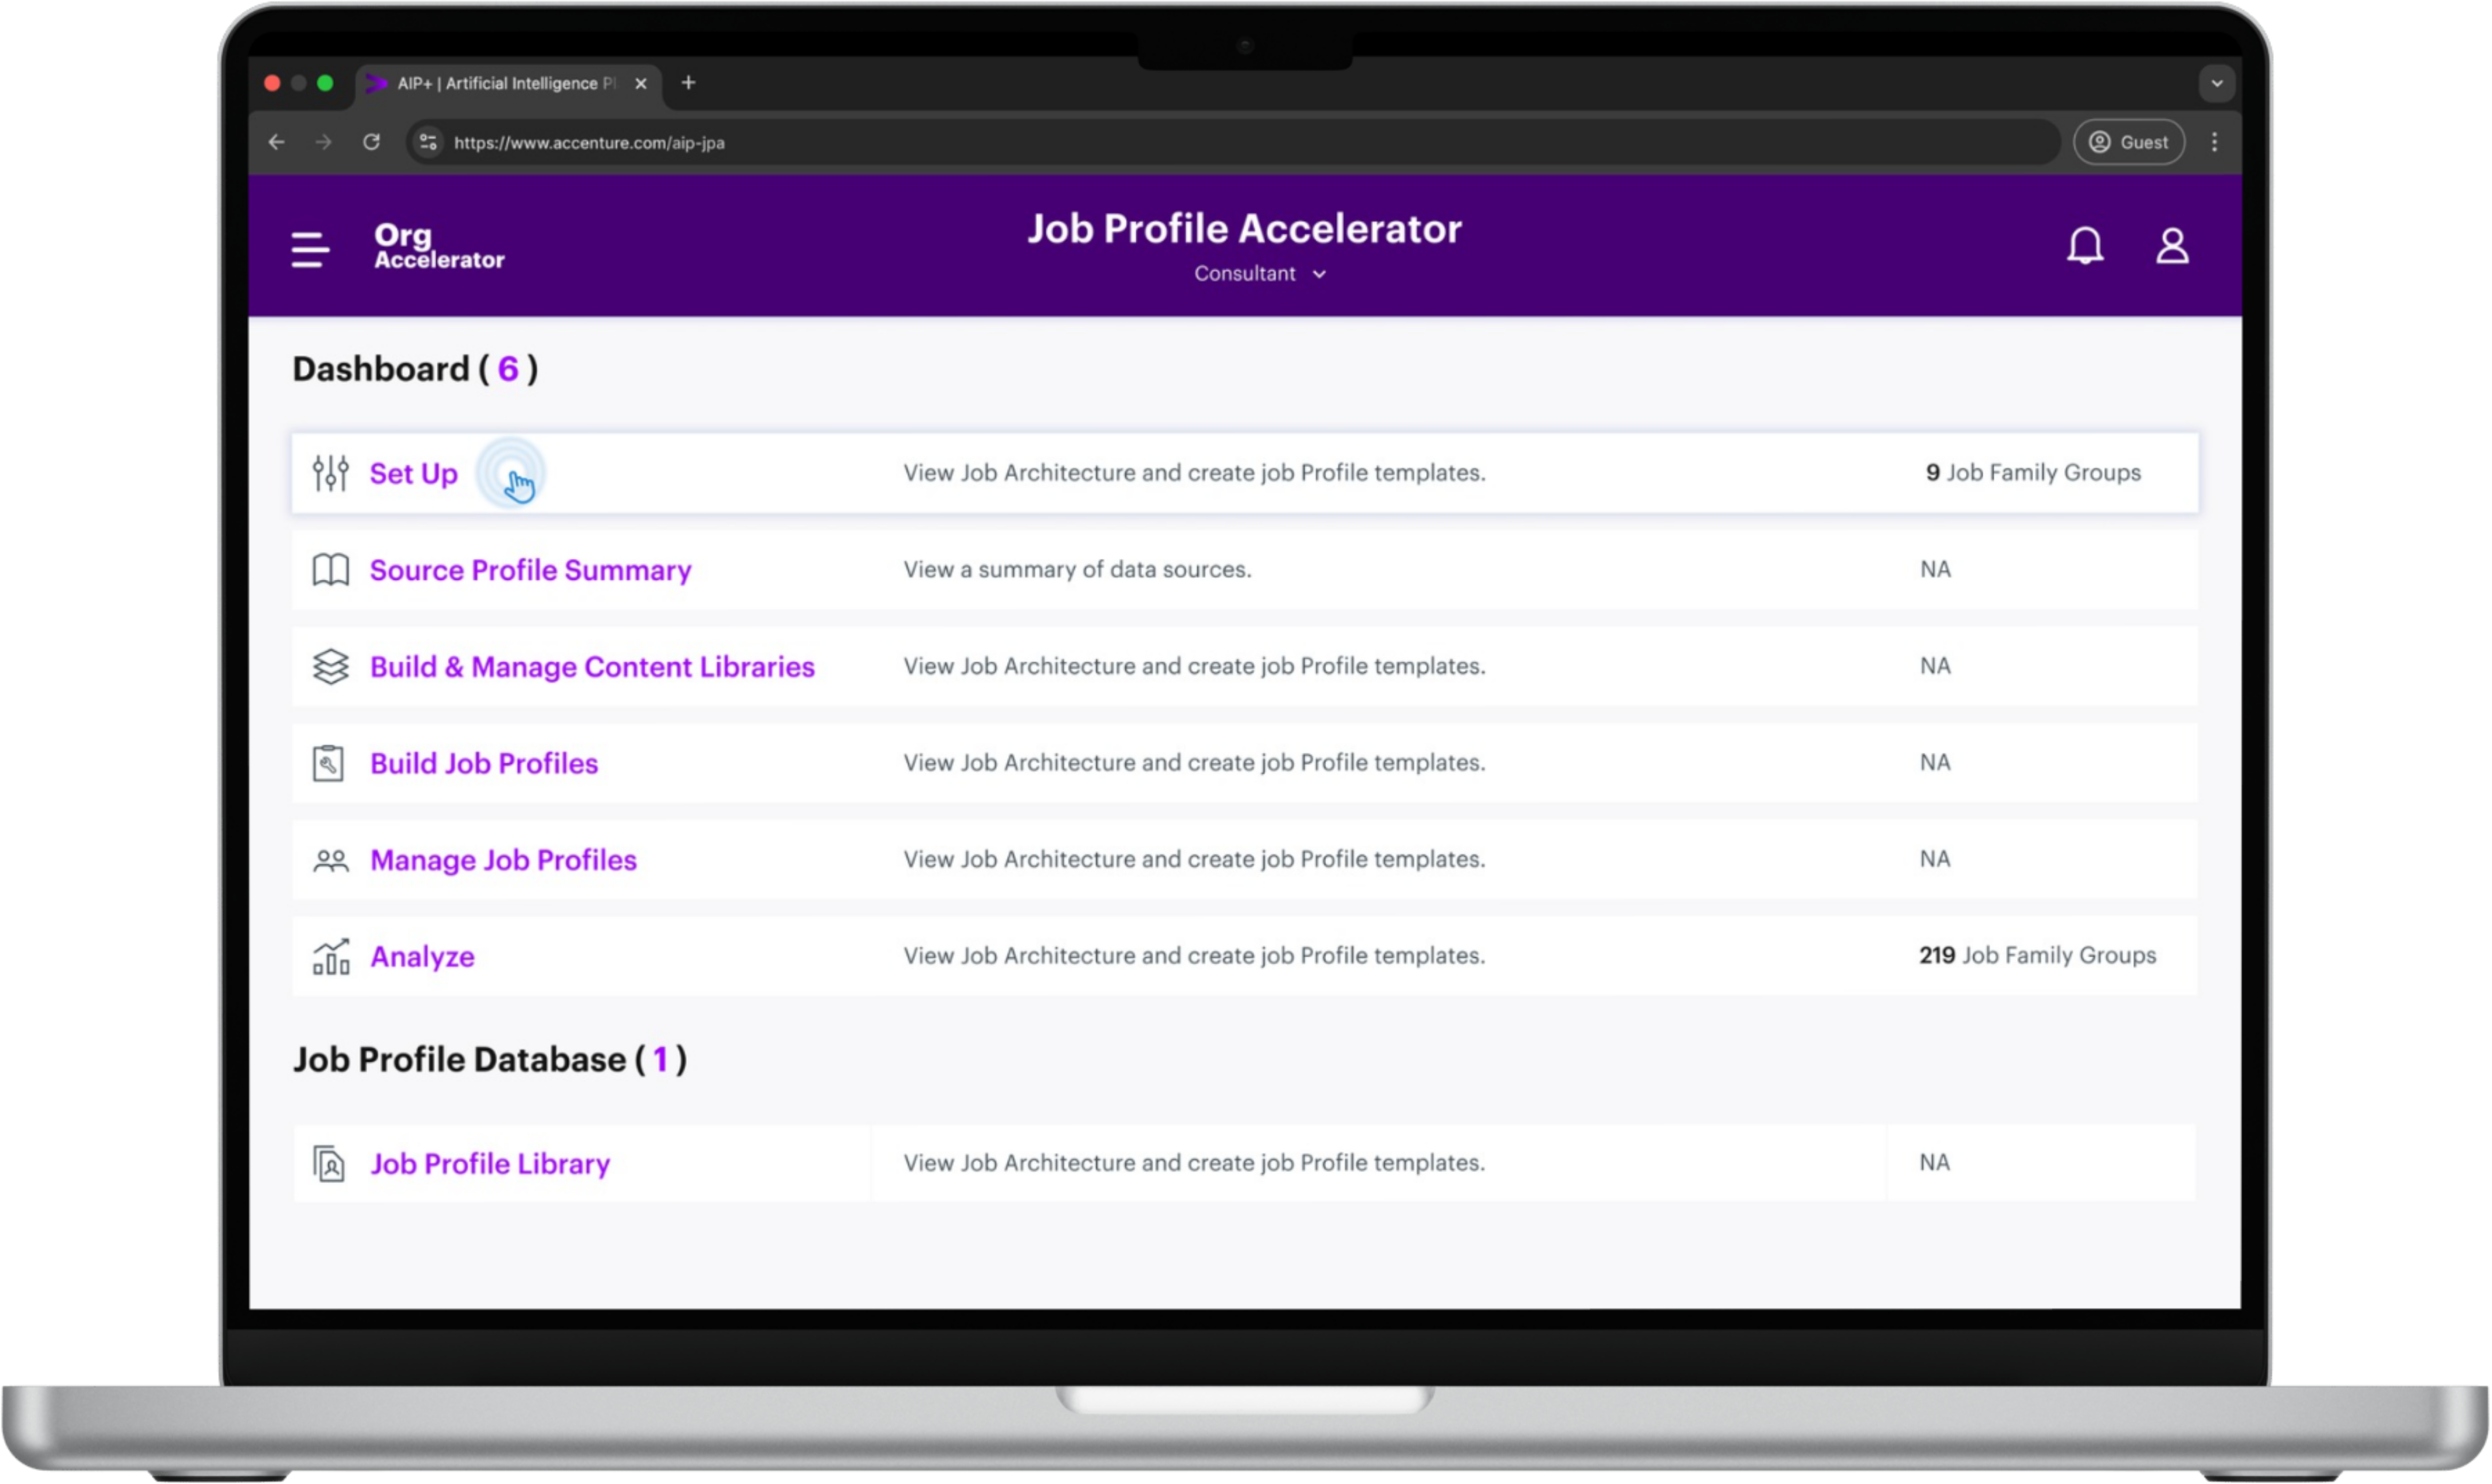 AIP+ | Artificial Intelligence Pl
https://www.accenture.com/aip-jpa
Guest
Org
Accelerator
Job Profile Accelerator
Consultant
Dashboard ( 6 )
Set Up
View Job Architecture and create job Profile templates.
9 Job Family Groups
Source Profile Summary
View a summary of data sources.
NA
Build & Manage Content Libraries
View Job Architecture and create job Profile templates.
NA
Build Job Profiles
View Job Architecture and create job Profile templates.
NA
Manage Job Profiles
View Job Architecture and create job Profile templates.
NA
Analyze
View Job Architecture and create job Profile templates.
219 Job Family Groups
Job Profile Database ( 1 )
Job Profile Library
View Job Architecture and create job Profile templates.
NA